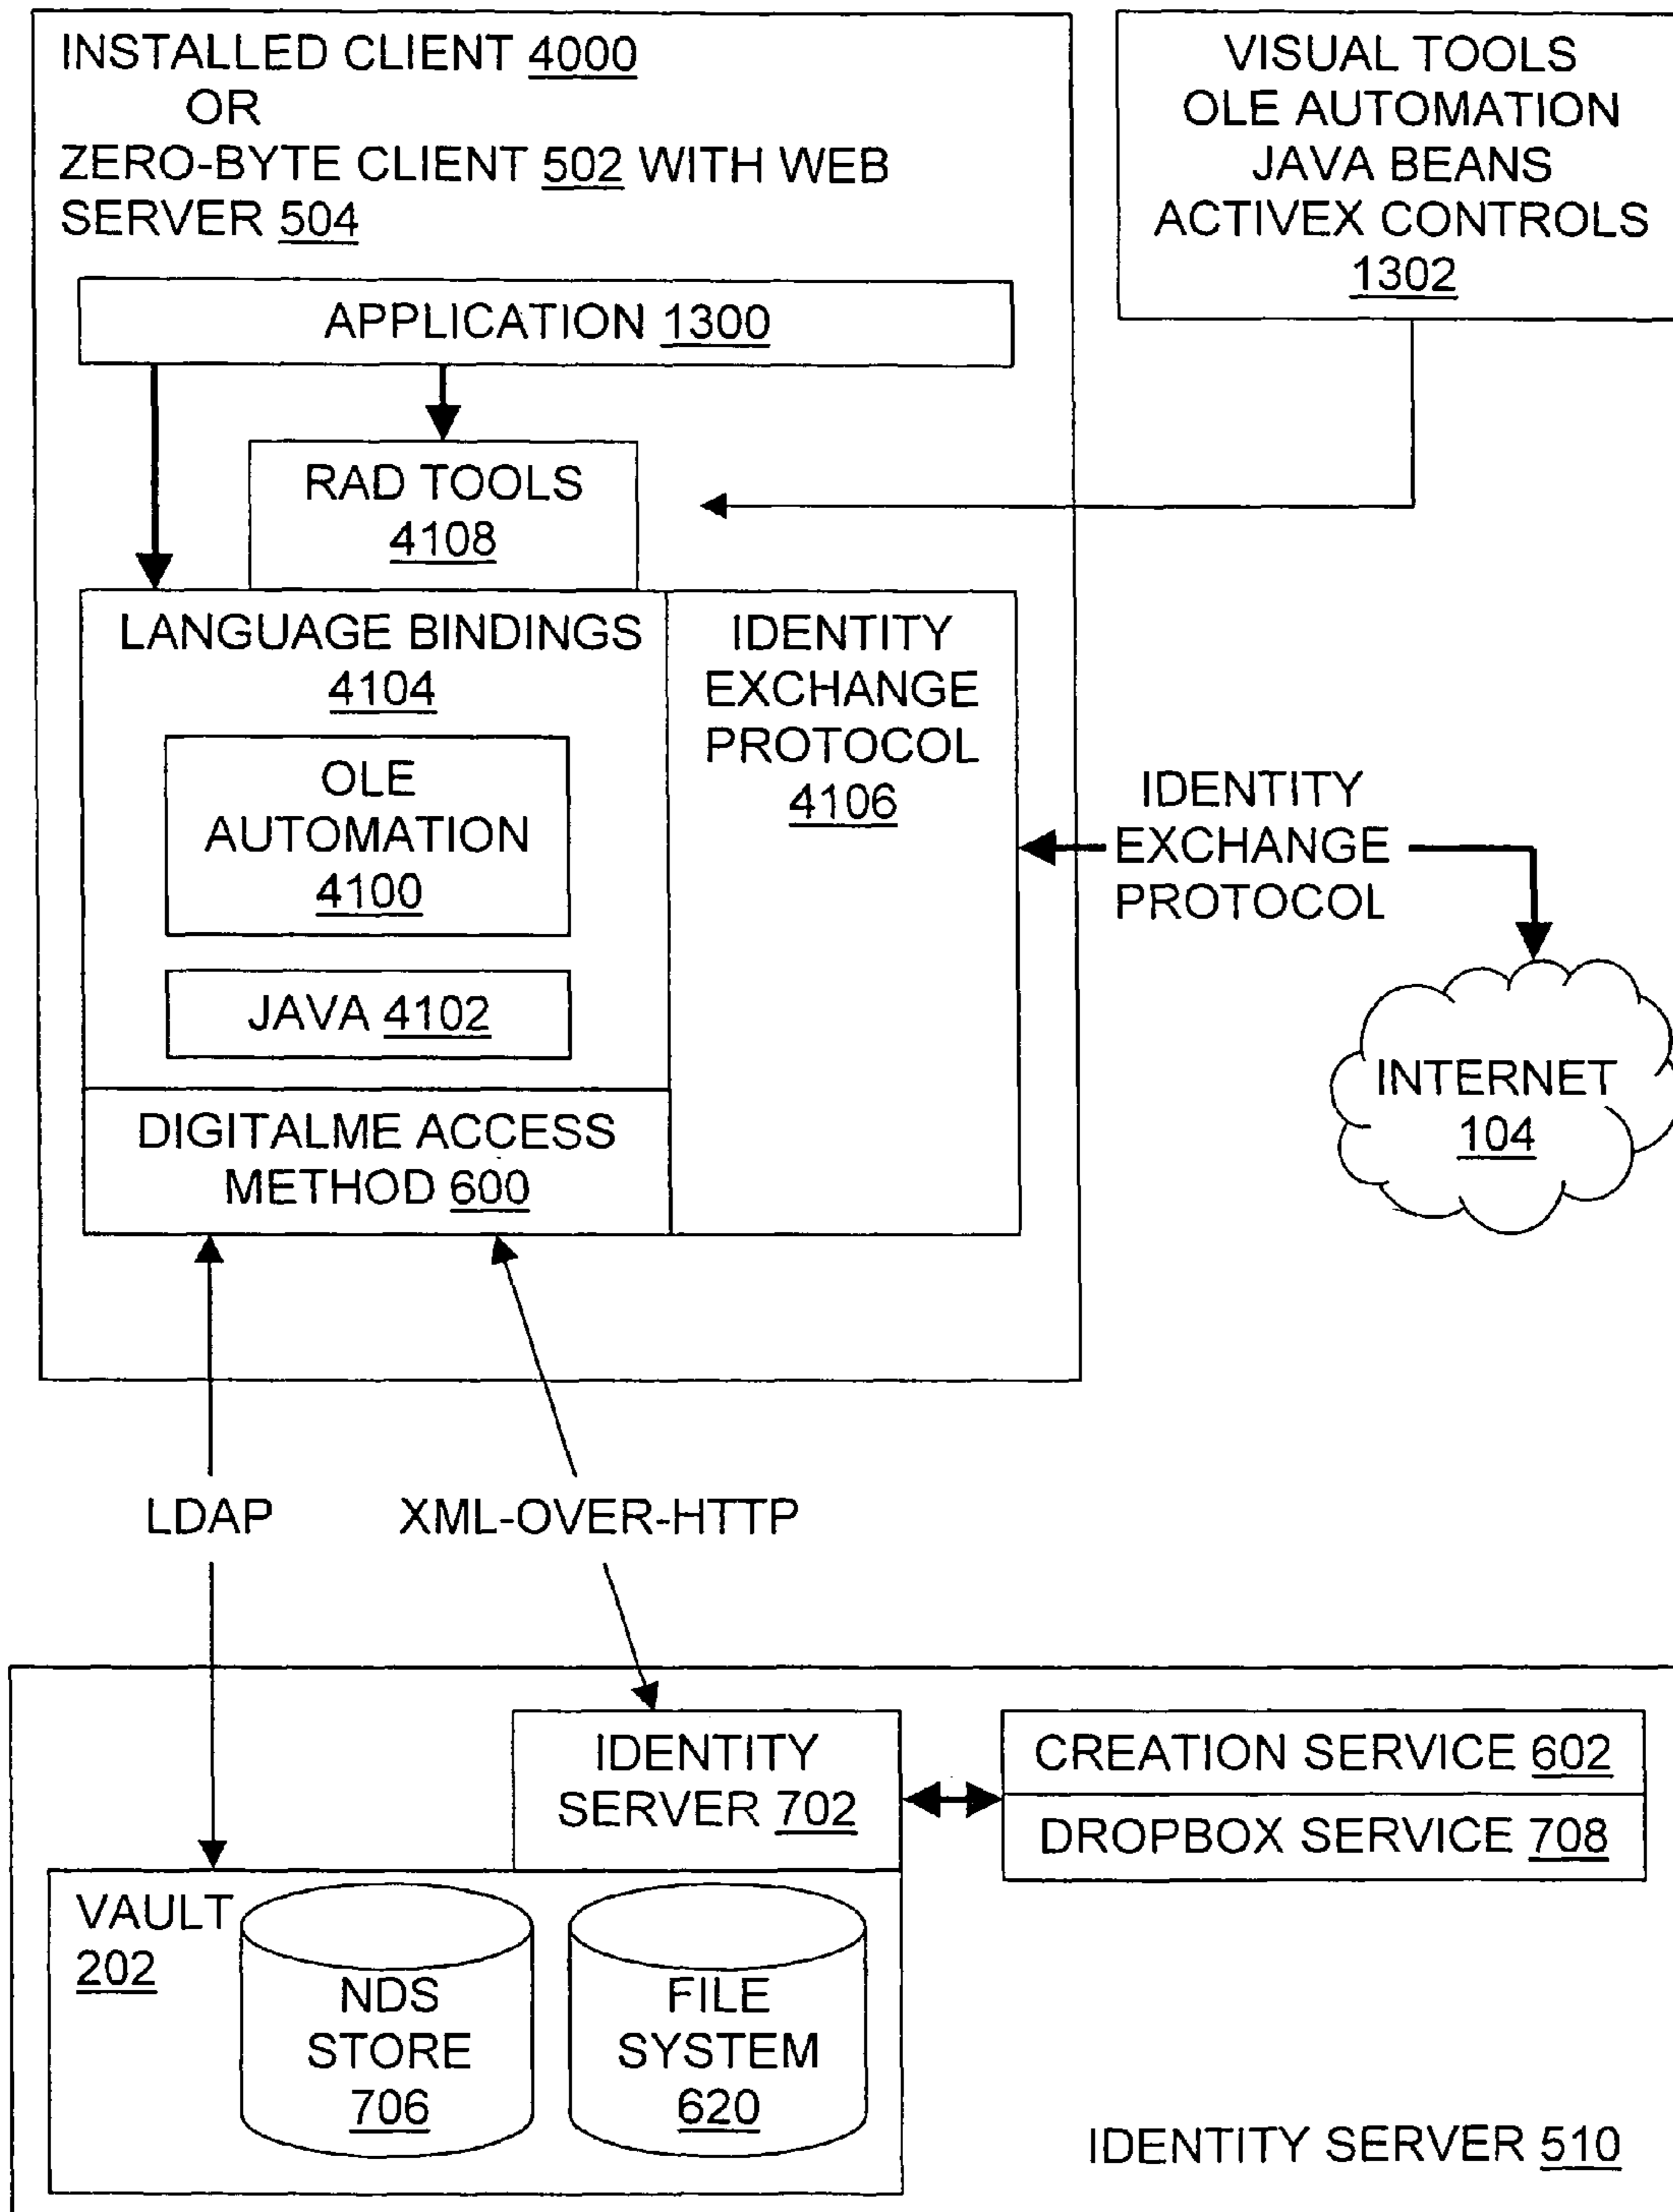 INSTALLED CLIENT 4000
OR
ZERO-BYTE CLIENT 502 WITH WEB
SERVER 504
VISUAL TOOLS
OLE AUTOMATION
JAVA BEANS
ACTIVEX CONTROLS
1302
APPLICATION 1300
RAD TOOLS
4108
LANGUAGE BINDINGS
4104
OLE
AUTOMATION
4100
JAVA 4102
IDENTITY
EXCHANGE
PROTOCOL
4106
IDENTITY
EXCHANGE
PROTOCOL
INTERNET
104
DIGITALME ACCESS
METHOD 600
LDAP
XML-OVER-HTTP
IDENTITY
SERVER 702
CREATION SERVICE 602
DROPBOX SERVICE 708
VAULT
202
NDS
STORE
706
FILE
SYSTEM
620
IDENTITY SERVER 510